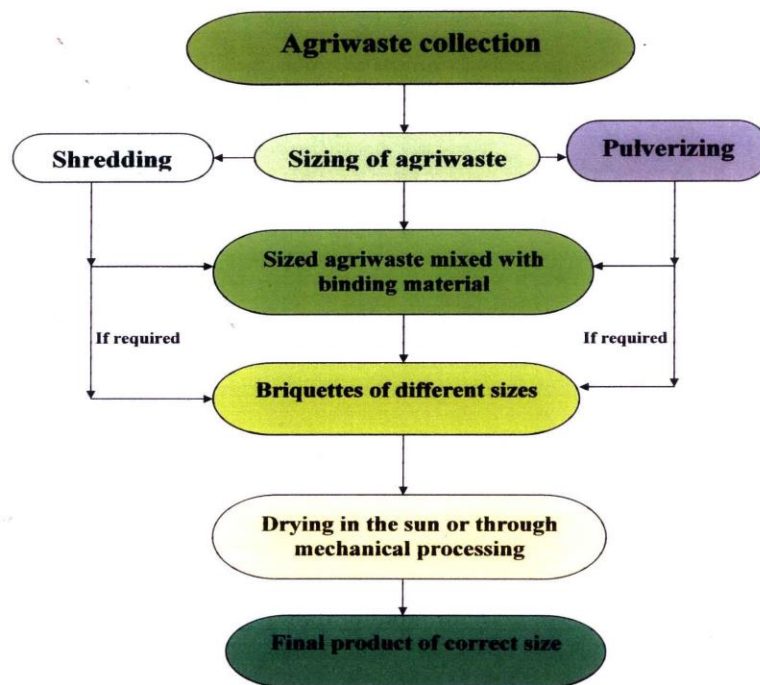 Agriwaste collection
Shredding
Sizing of agriwaste
Pulverizing
Sized agriwaste mixed with
binding material
If required
If required
Briquettes of different sizes
Drying in the sun or through
mechanical processing
Final product of correct size